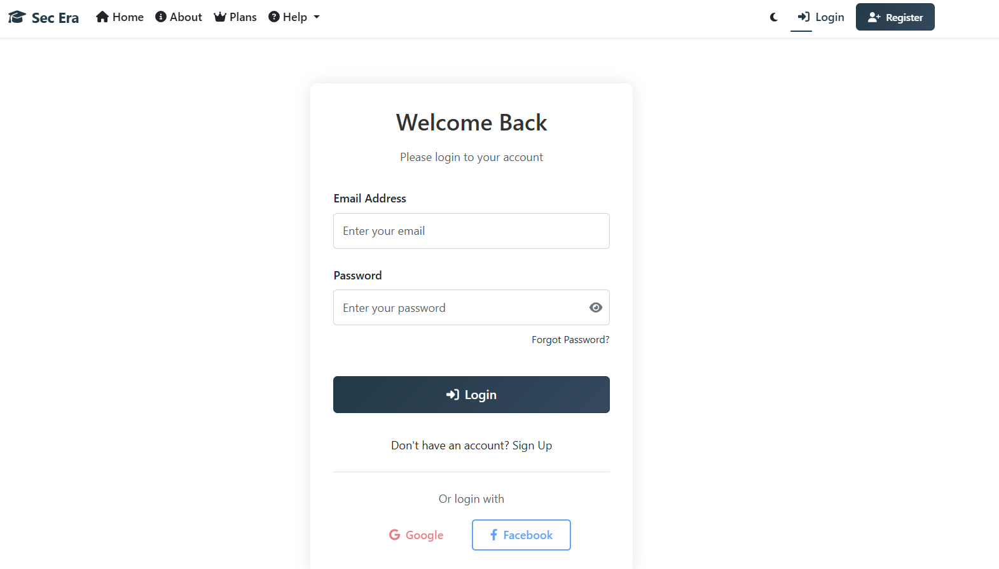 Sec Era Home About Plans Help Login Register
Welcome Back
Please login to your account
Email Address
Enter your email
Password
Enter your password
Forgot Password?
Login
Don't have an account? Sign Up
Or login with
Google Facebook